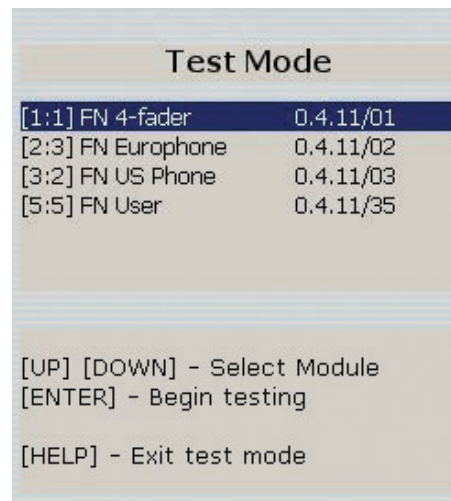 Test Mode
[1:1] FN 4-fader 0.4.11/01
[2:3] FN Europhone 0.4.11/02
[3:2] FN US Phone 0.4.11/03
[5:5] FN User 0.4.11/35
[UP] [DOWN] - Select Module
[ENTER] - Begin testing
[HELP] - Exit test mode